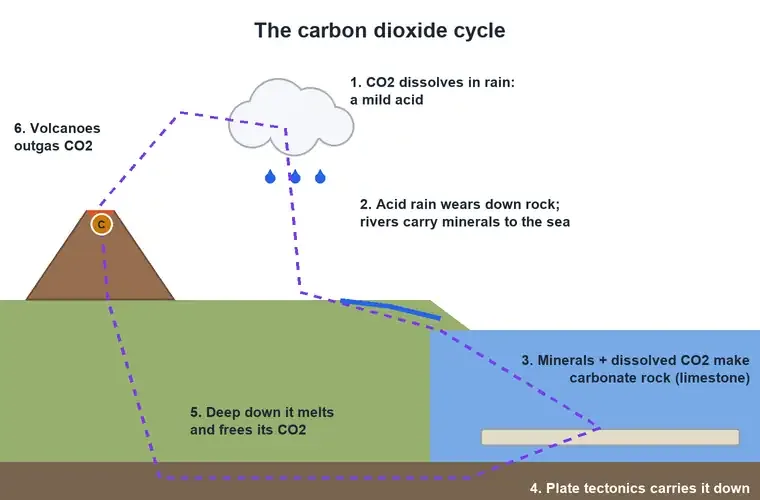 The carbon dioxide cycle
1. CO2 dissolves in rain:
a mild acid
6. Volcanoes
outgas CO2
2. Acid rain wears down rock;
rivers carry minerals to the sea
C
3. Minerals + dissolved CO2 make
carbonate rock (limestone)
5. Deep down it melts
and frees its CO2
4. Plate tectonics carries it down